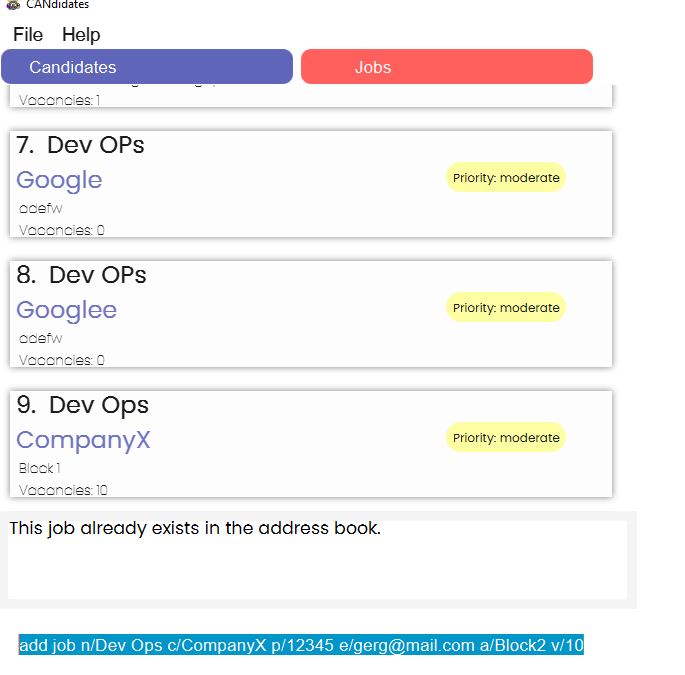 CANdidates
File Help
Candidates Jobs
Vacancies: 1
7. Dev OPs
Google
Priority: moderate
adefw
Vacancies: 0
8. Dev OPs
Googlee
Priority: moderate
adefw
Vacancies: 0
9. Dev Ops
CompanyX
Priority: moderate
Block 1
Vacancies: 10
This job already exists in the address book.
add job n/Dev Ops c/CompanyX p/12345 e/gerg@mail.com a/Block2 v/10